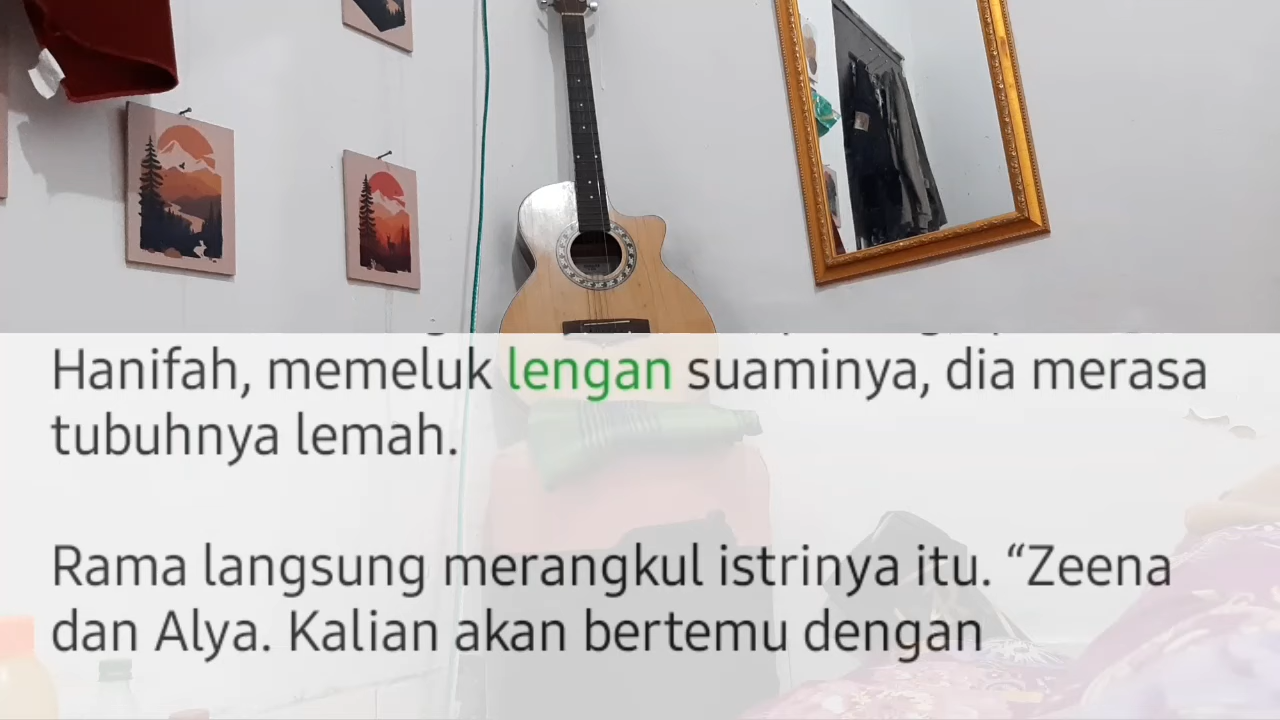 Hanifah, memeluk lengan suaminya, dia merasa
tubuhnya lemah.
Rama langsung merangkul istrinya itu. “Zeena
dan Alya. Kalian akan bertemu dengan